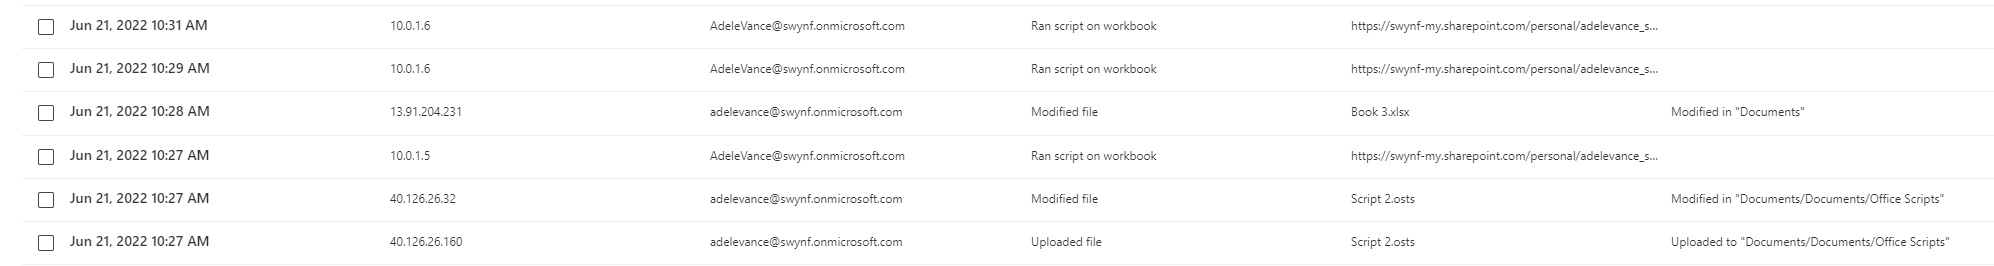 Jun 21, 2022 10:31 AM 10.0.1.6 AdeleVance@swynf.onmicrosoft.com Ran script on workbook https://swynf-my.sharepoint.com/personal/adelevance_s...
Jun 21, 2022 10:29 AM 10.0.1.6 AdeleVance@swynf.onmicrosoft.com Ran script on workbook https://swynf-my.sharepoint.com/personal/adelevance_s...
Jun 21, 2022 10:28 AM 13.91.204.231 adelevance@swynf.onmicrosoft.com Modified file Book 3.xlsx Modified in "Documents"
Jun 21, 2022 10:27 AM 10.0.1.5 AdeleVance@swynf.onmicrosoft.com Ran script on workbook https://swynf-my.sharepoint.com/personal/adelevance_s...
Jun 21, 2022 10:27 AM 40.126.26.32 adelevance@swynf.onmicrosoft.com Modified file Script 2.osts Modified in "Documents/Documents/Office Scripts"
Jun 21, 2022 10:27 AM 40.126.26.160 adelevance@swynf.onmicrosoft.com Uploaded file Script 2.osts Uploaded to "Documents/Documents/Office Scripts"